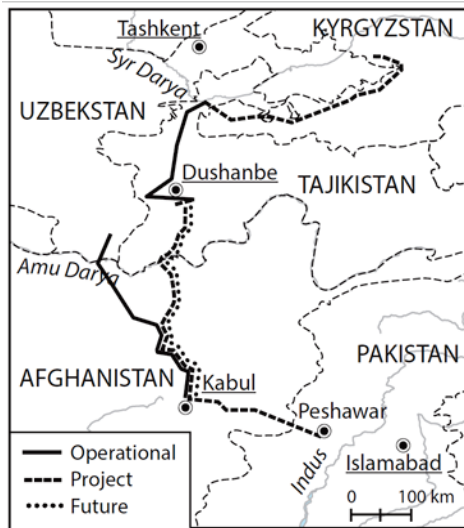 KYRGYZSTAN
Tashkent
Syr Darya
UZBEKSTAN
Dushanbe
TAJIKISTAN
Amu Darya
PAKISTAN
AFGHANISTAN
Kabul
Peshawar
Indus
Islamabad
Operational
Project
Future
0 100 km